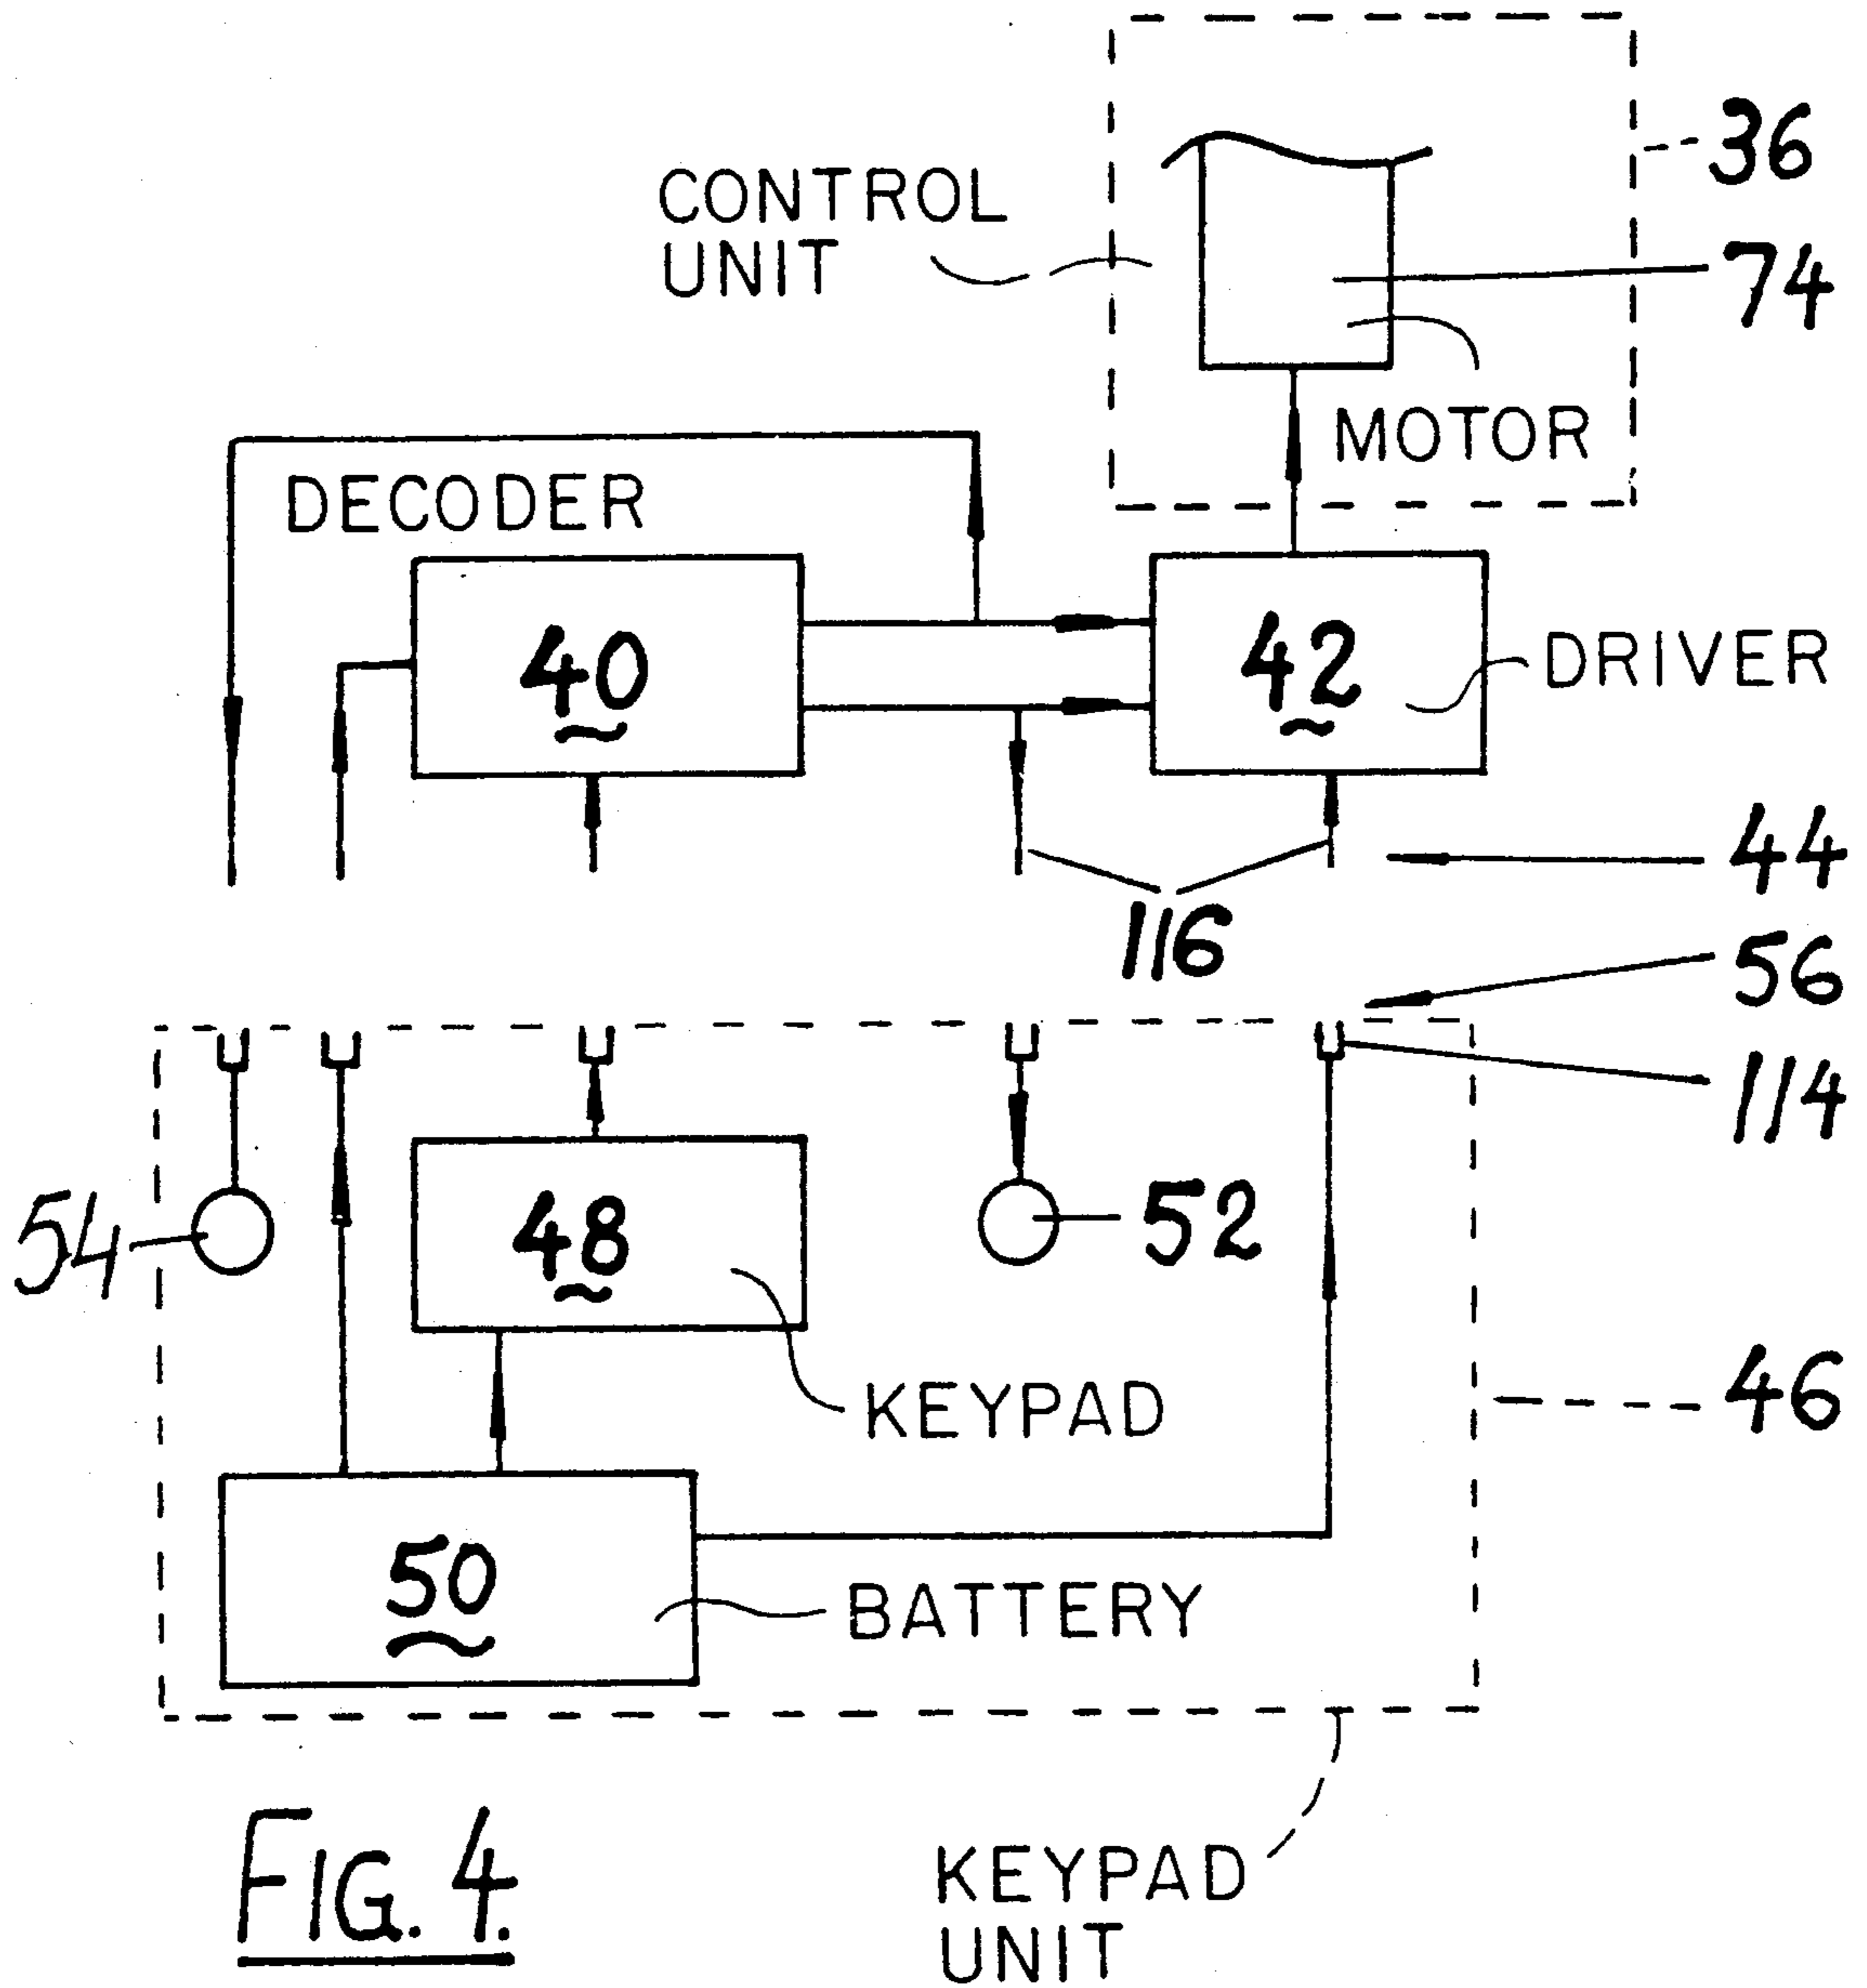 36
CONTROL
UNIT
74
MOTOR
DECODER
40
42
DRIVER
44
116
56
114
54
48
52
KEYPAD
46
50
BATTERY
KEYPAD
UNIT
FIG. 4.